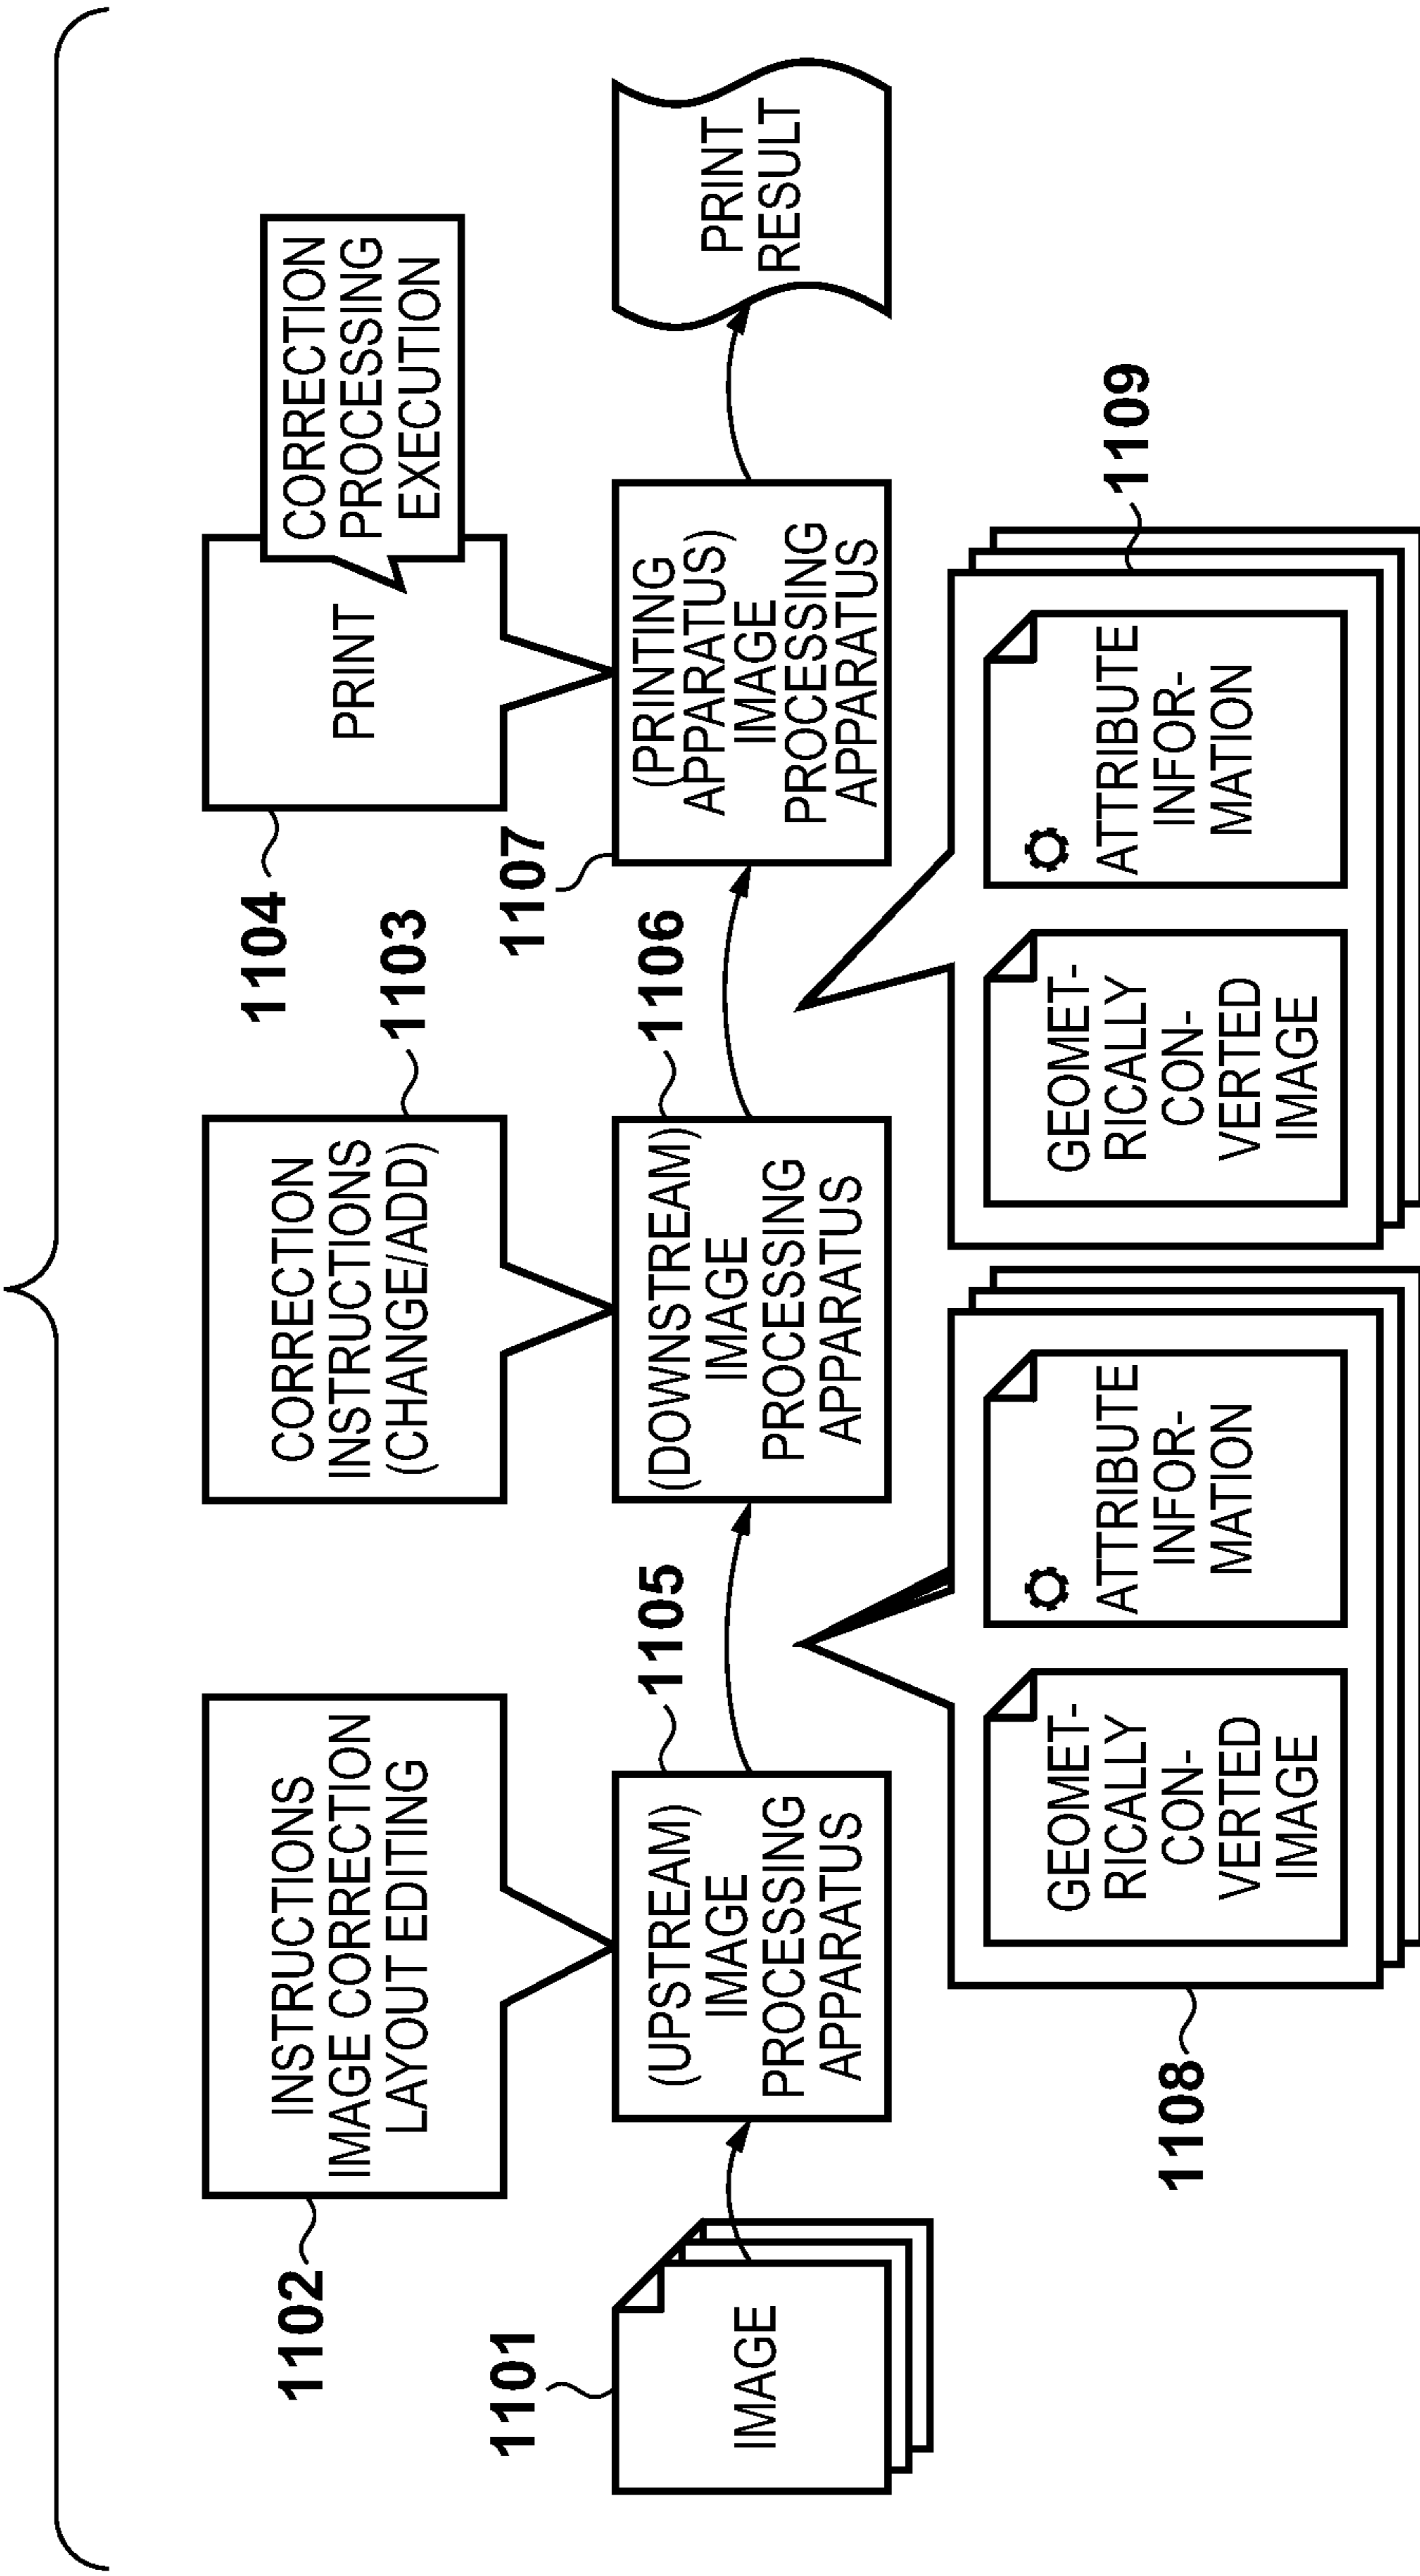 1102
INSTRUCTIONS
IMAGE CORRECTION
LAYOUT EDITING
1103
CORRECTION
INSTRUCTIONS
(CHANGE/ADD)
1104
PRINT
CORRECTION
PROCESSING
EXECUTION
1101
IMAGE
1105
(UPSTREAM)
IMAGE
PROCESSING
APPARATUS
1106
(DOWNSTREAM)
IMAGE
PROCESSING
APPARATUS
1107
(PRINTING
APPARATUS)
IMAGE
PROCESSING
APPARATUS
PRINT
RESULT
1108
GEOMET-
RICALLY
CON-
VERTED
IMAGE
ATTRIBUTE
INFOR-
MATION
1109
GEOMET-
RICALLY
CON-
VERTED
IMAGE
ATTRIBUTE
INFOR-
MATION